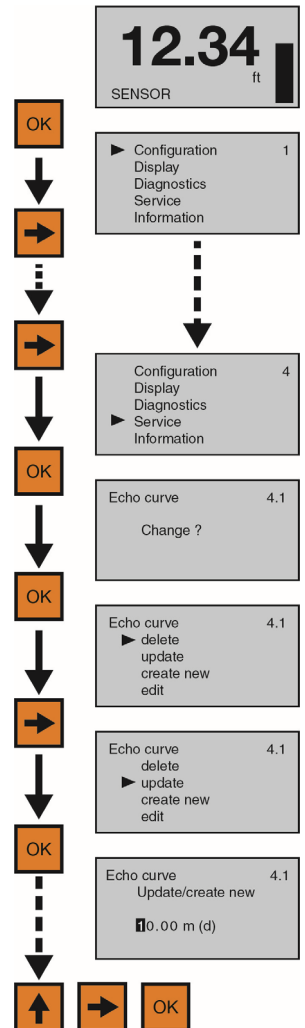 12.34
ft
SENSOR
OK
Configuration 1
Display
Diagnostics
Service
Information
Configuration 4
Display
Diagnostics
Service
Information
OK
Echo curve 4.1
Change ?
OK
Echo curve 4.1
delete
update
create new
edit
Echo curve 4.1
delete
update
create new
edit
OK
Echo curve 4.1
Update/create new
10.00 m (d)
OK